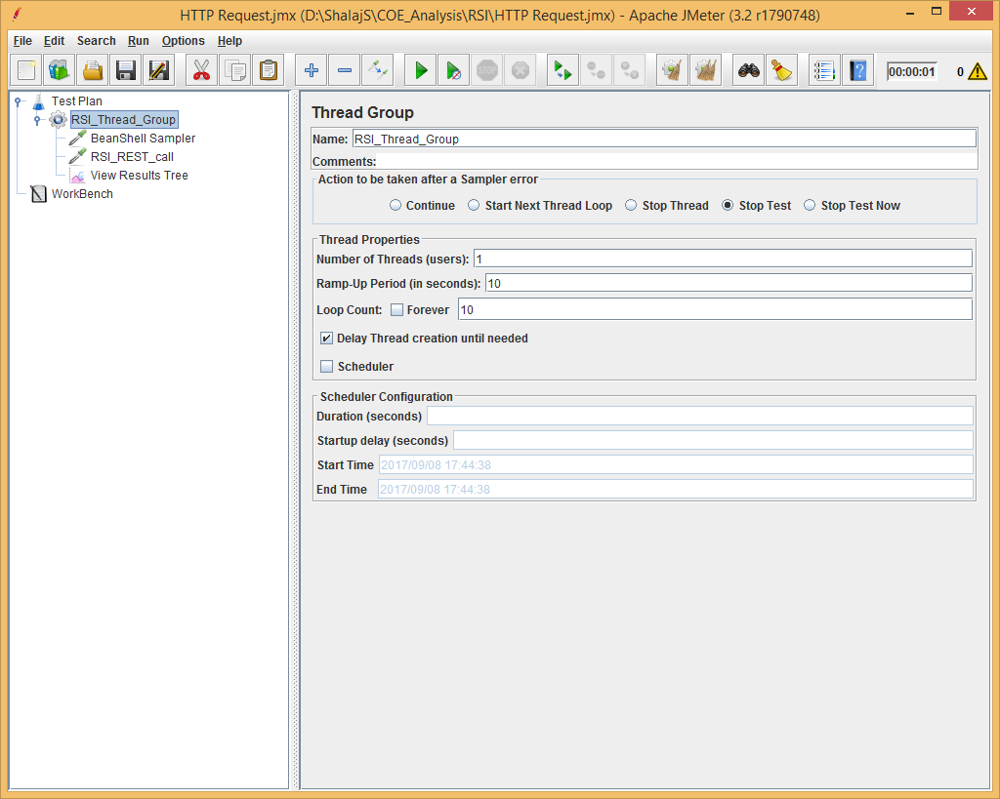 HTTP Request.jmx (D:\ShalajS\COE_Analysis\RSI\HTTP Request.jmx) - Apache JMeter (3.2 r1790748)
File Edit Search Run Options Help
STOP
00:00:01 0
Test Plan
RSI_Thread_Group
BeanShell Sampler
RSI_REST_call
View Results Tree
WorkBench
Thread Group
Name: RSI_Thread_Group
Comments:
Action to be taken after a Sampler error
Continue Start Next Thread Loop Stop Thread Stop Test Stop Test Now
Thread Properties
Number of Threads (users): 1
Ramp-Up Period (in seconds): 10
Loop Count: Forever 10
Delay Thread creation until needed
Scheduler
Scheduler Configuration
Duration (seconds)
Startup delay (seconds)
Start Time 2017/09/08 17:44:38
End Time 2017/09/08 17:44:38